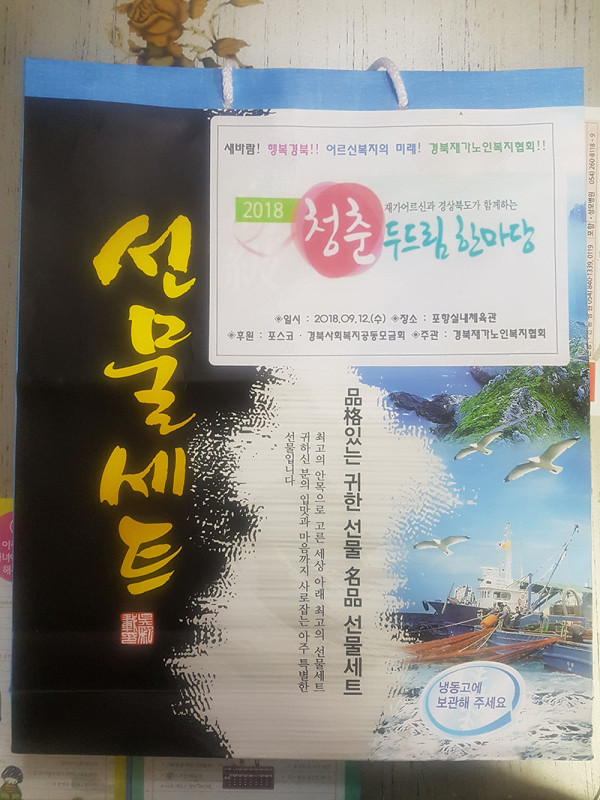 새바람! 행복경북!! 어르신복지의 미래! 경북재가노인복지협회!!
2018
청춘
재가어르신과 경상북도가 함께하는
두드림 한마당
◈일시 : 2018.09.12.(수) ◈장소 : 포항실내체육관
◈후원 : 포스코 · 경북사회복지공동모금회 ◈주관 : 경북재가노인복지협회
선물세트
品格있는 귀한 선물 名品 선물세트
최고의 안목으로 고른 세상 아래 최고의 선물세트
귀하신 분의 입맛과 마음까지 사로잡는 아주 특별한
선물입니다
냉동고에
보관해 주세요